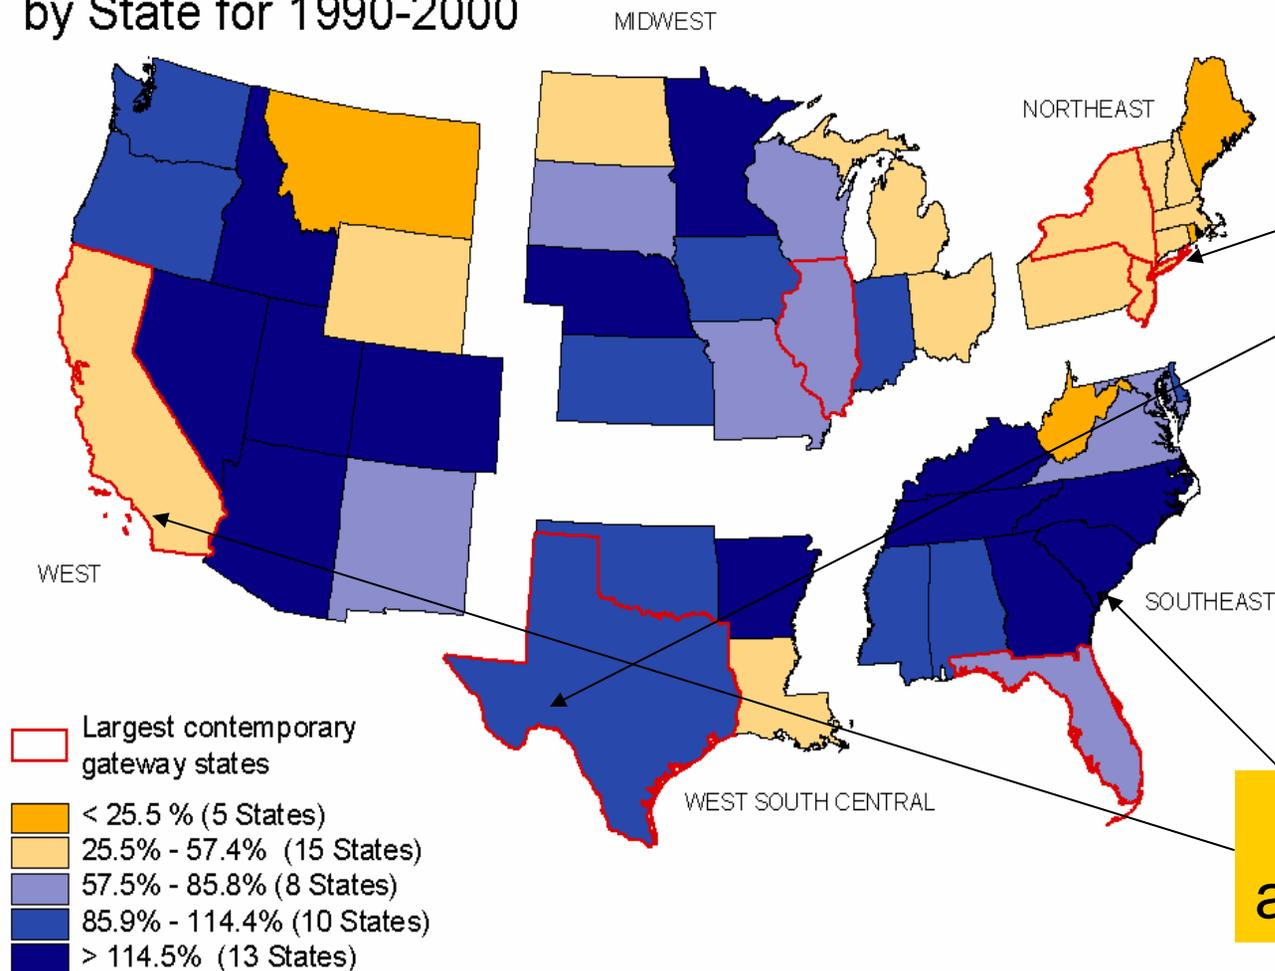 by State for 1990-2000
MIDWEST
NORTHEAST
WEST
SOUTHEAST
WEST SOUTH CENTRAL
Largest contemporary
gateway states
< 25.5 % (5 States)
25.5% - 57.4% (15 States)
57.5% - 85.8% (8 States)
85.9% - 114.4% (10 States)
> 114.5% (13 States)
a